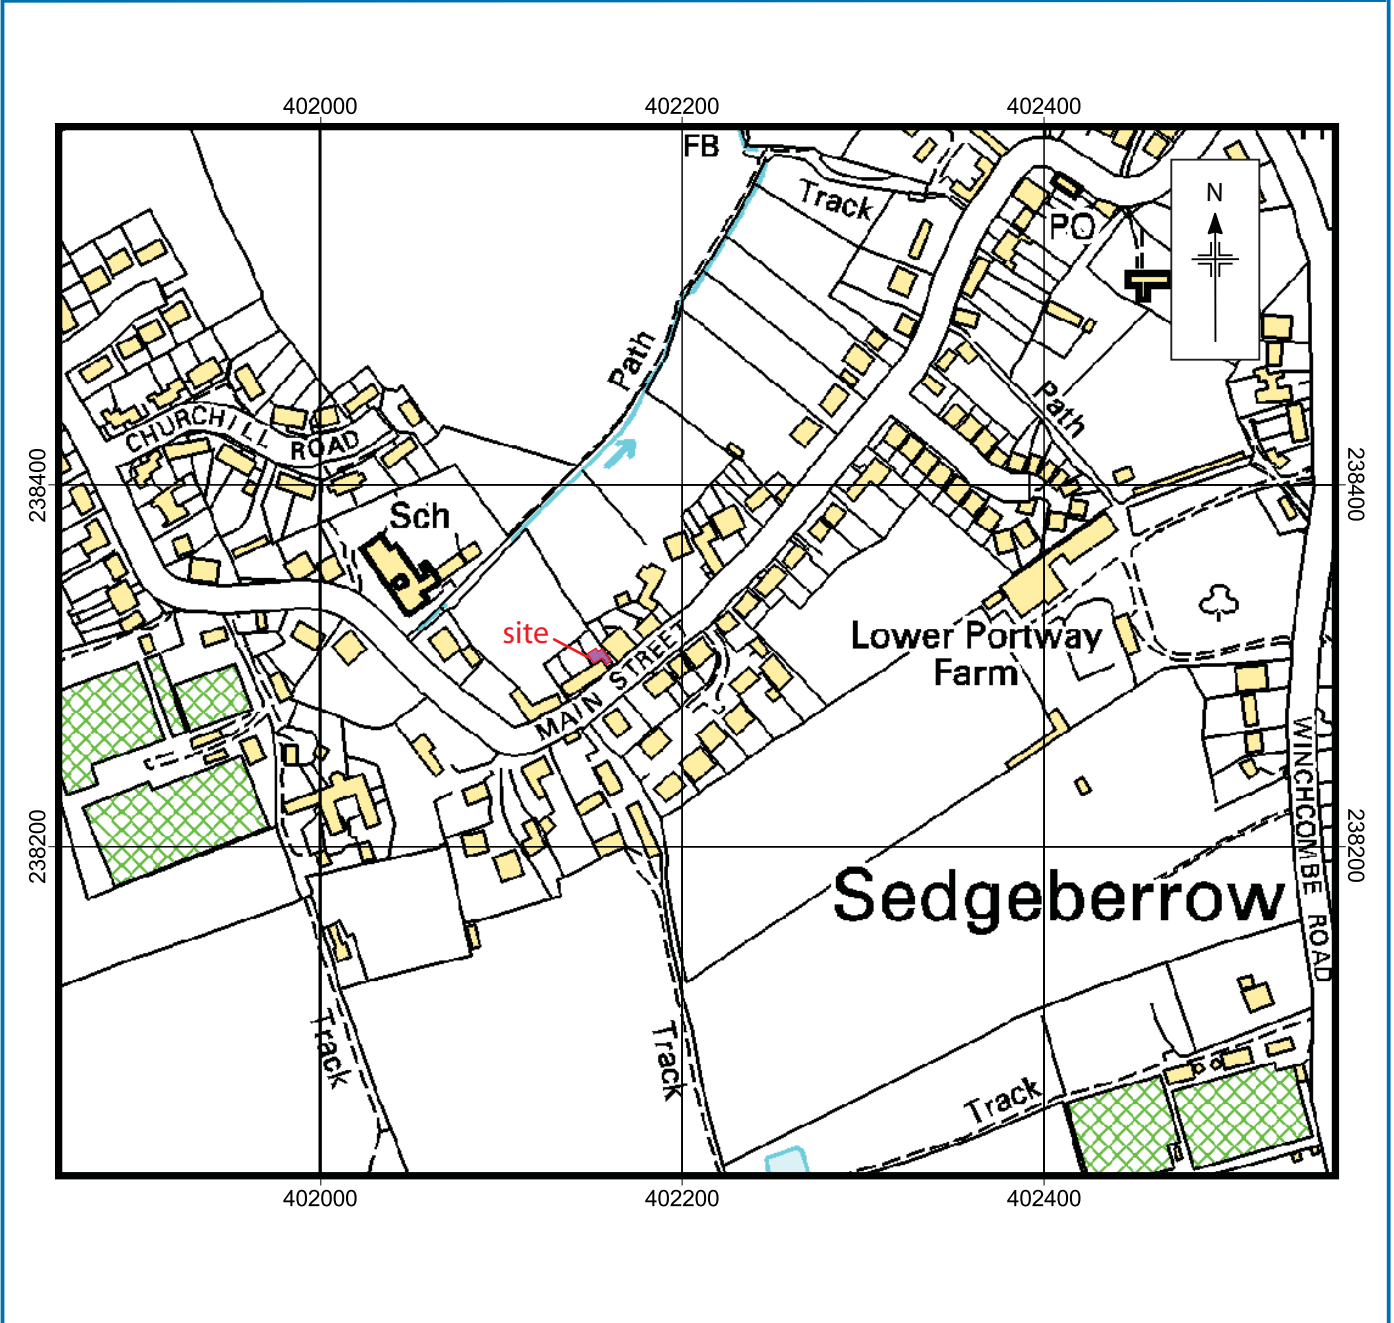 402000
402200
402400
FB
Track
PO
N
Path
Path
CHURCHILL
ROAD
238400
238400
Sch
site
MAIN STREET
Lower Portway
Farm
WINCHCOMBE ROAD
238200
238200
Sedgeberrow
Track
Track
Track
402000
402200
402400